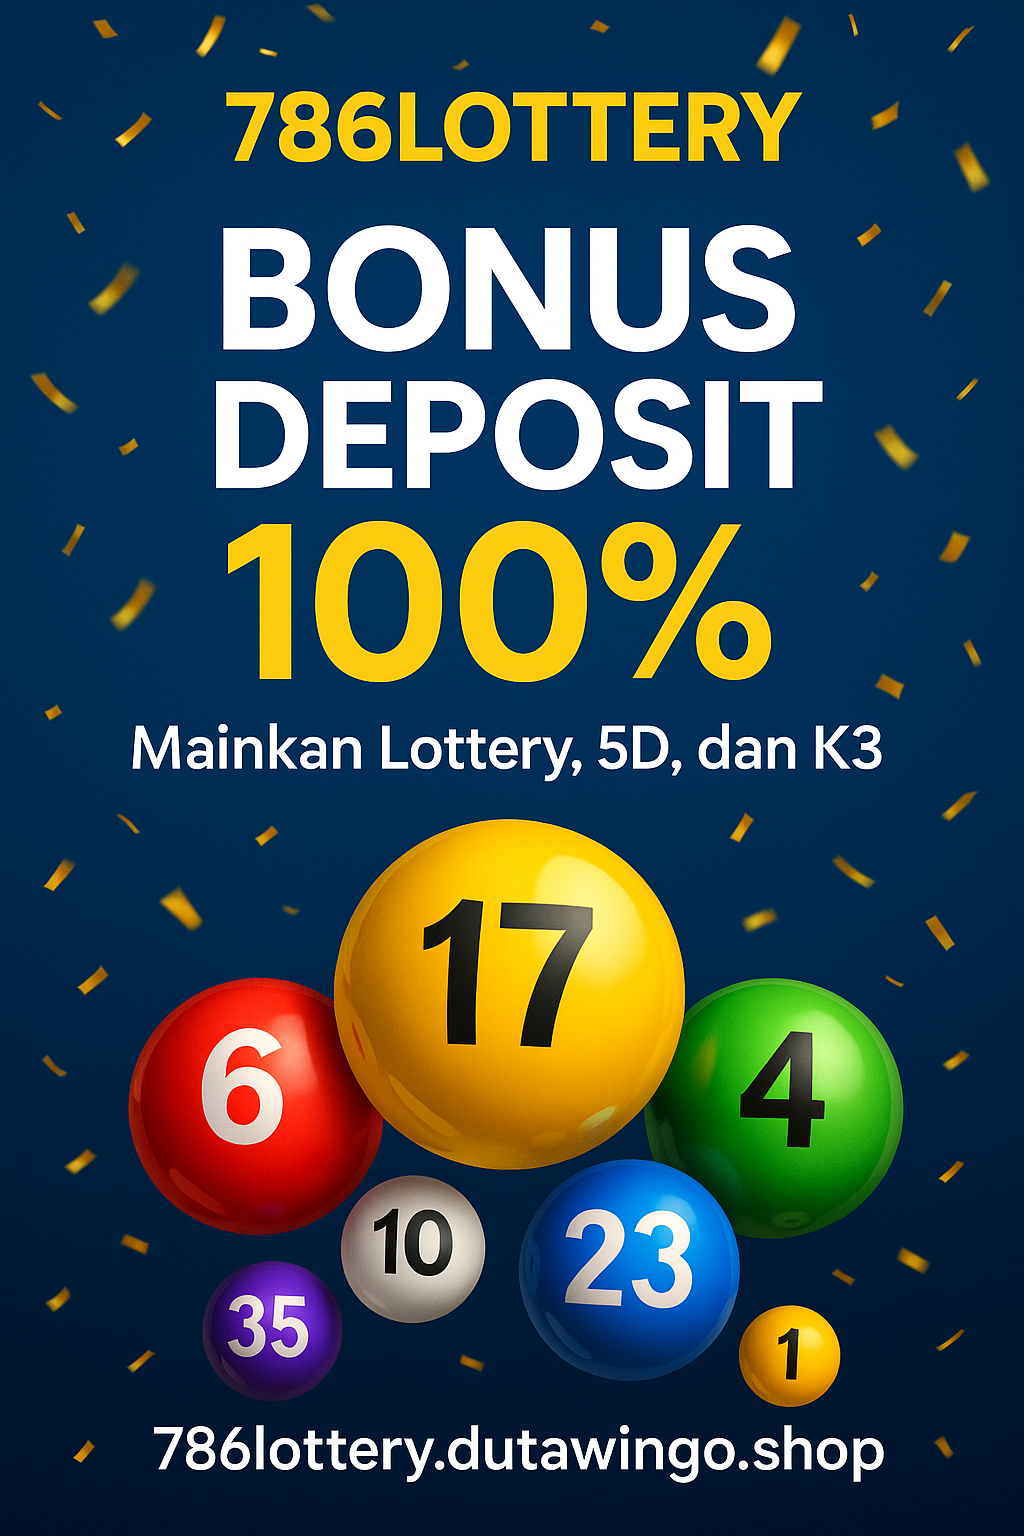 786LOTTERY
BONUS
DEPOSIT
100%
Mainkan Lottery, 5D, dan K3
17
6
4
10
23
35
1
786lottery.dutawingo.shop